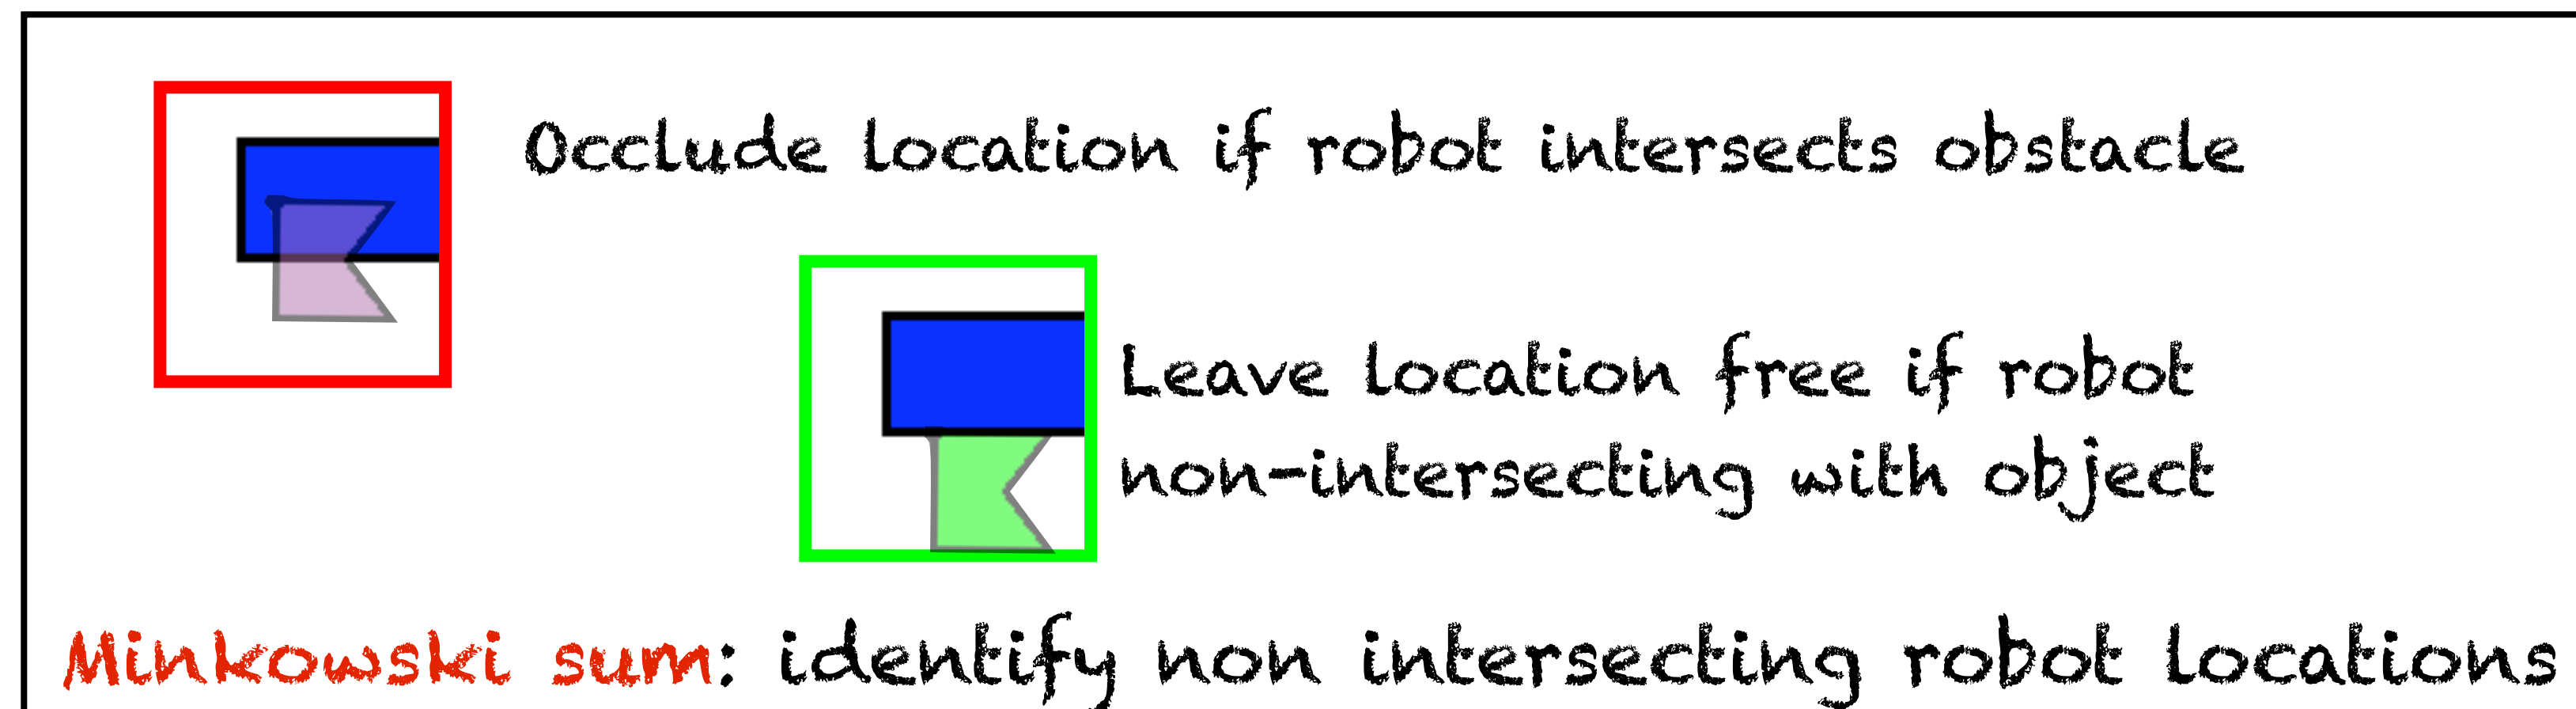 Occlude location if robot intersects obstacle
Leave location free if robot
non-intersecting with object
Minkowski sum: identify non intersecting robot locations